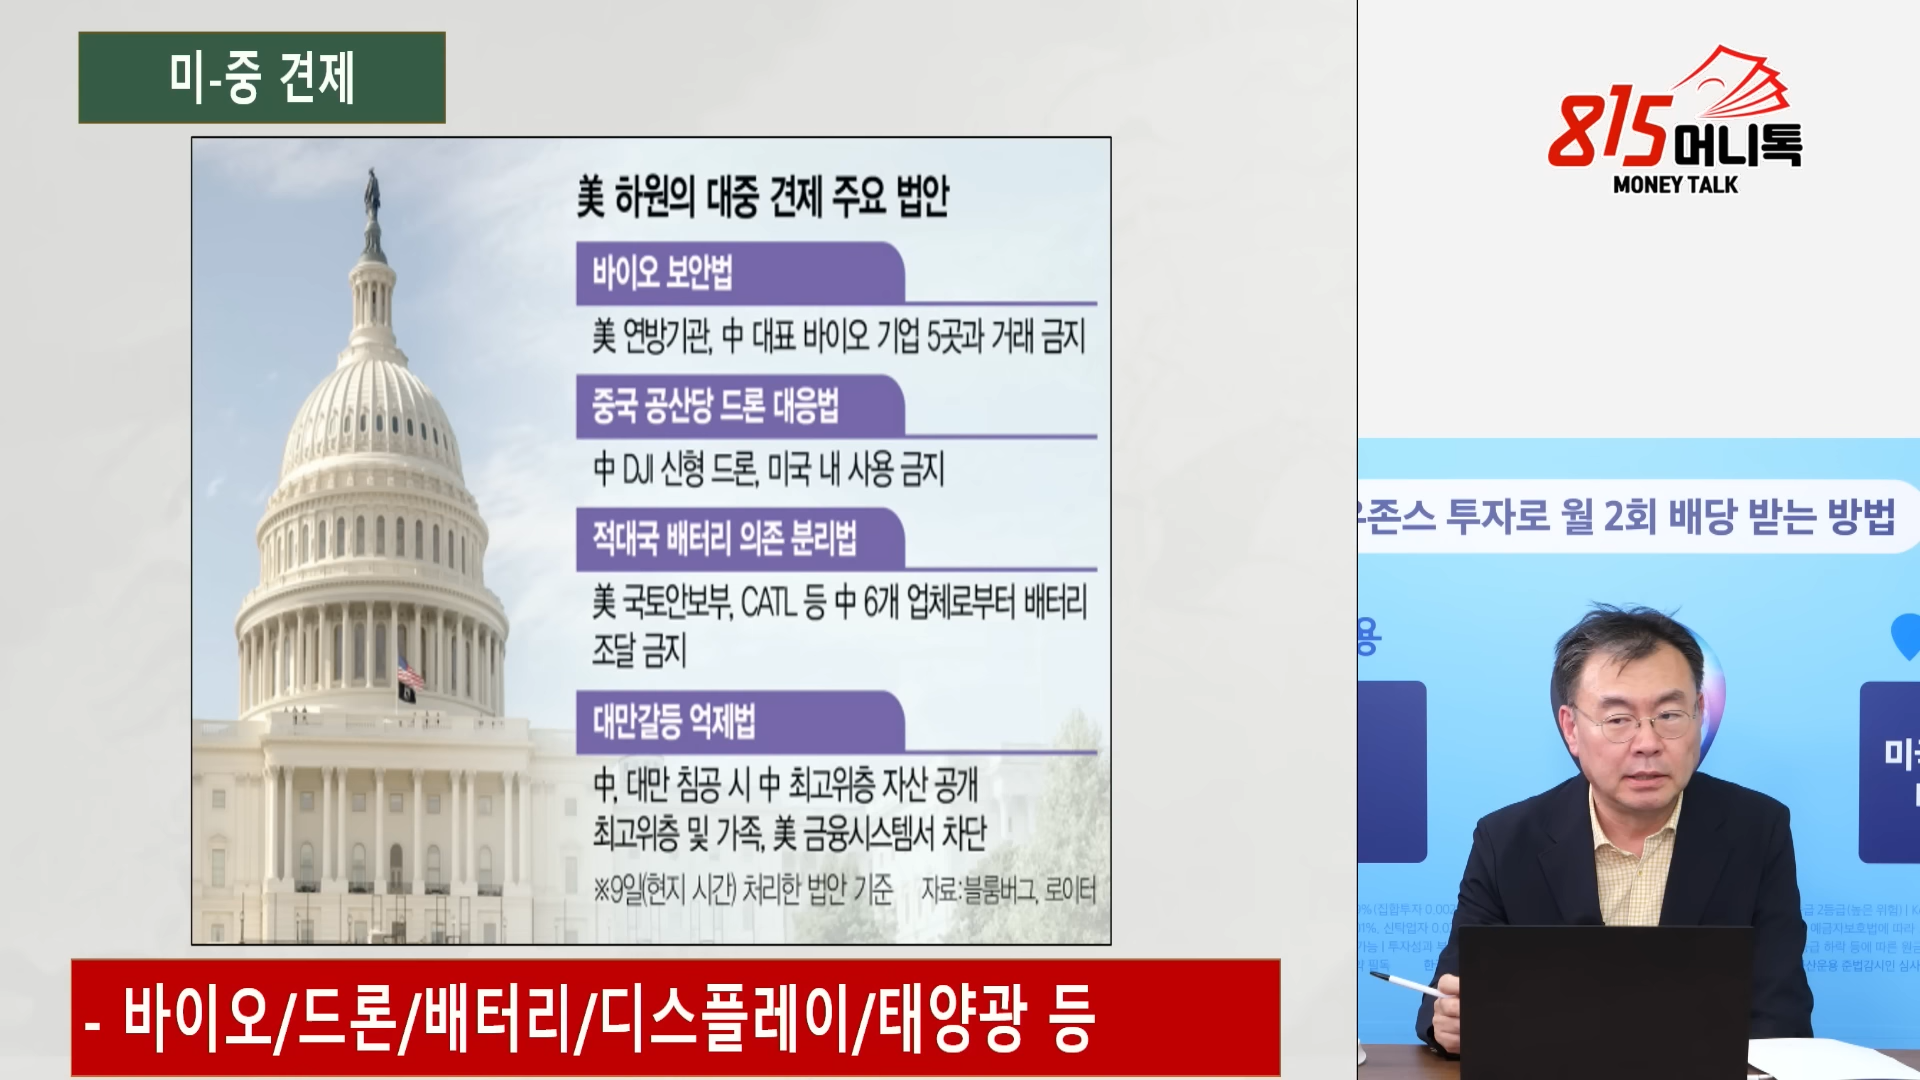 미-중 견제
美 하원의 대중 견제 주요 법안
바이오 보안법
美 연방기관, 中 대표 바이오 기업 5곳과 거래 금지
중국 공산당 드론 대응법
中 DJI 신형 드론, 미국 내 사용 금지
적대국 배터리 의존 분리법
美 국토안보부, CATL 등 中 6개 업체로부터 배터리
조달 금지
대만갈등 억제법
中, 대만 침공 시 中 최고위층 자산 공개
최고위층 및 가족, 美 금융시스템서 차단
※9일(현지 시간) 처리한 법안 기준 자료:블룸버그, 로이터
- 바이오/드론/배터리/디스플레이/태양광 등
815머니톡
MONEY TALK
우존스 투자로 월 2회 배당 받는 방법
용